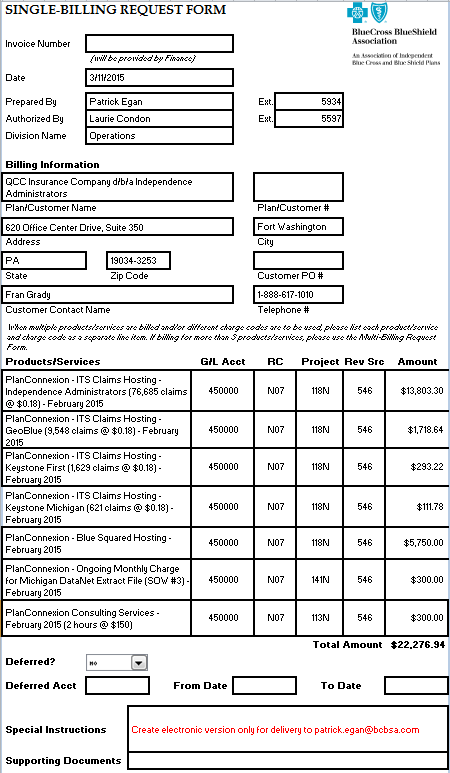 SINGLE-BILLING REQUEST FORM
BlueCross BlueShield
Association
An Association of Independent
Blue Cross and Blue Shield Plans
Invoice Number
(will be provided by Finance)
Date 3/11/2015
Prepared By Patrick Egan Ext. 5934
Authorized By Laurie Condon Ext. 5597
Division Name Operations
Billing Information
QCC Insurance Company d/b/a Independence
Administrators
Plan/Customer Name Plan/Customer #
620 Office Center Drive, Suite 350 Fort Washington
Address City
PA 19034-3253
State Zip Code Customer PO #
Fran Grady 1-888-617-1010
Customer Contact Name Telephone #
When multiple products/services are billed and/or different charge codes are to be used, please list each product/service
and charge code as a separate line item. If billing for more than 5 products/services, please use the Multi-Billing Request
Form.
Products/Services G/L Acct RC Project Rev Src Amount
PlanConnexion - ITS Claims Hosting -
Independence Administrators (76,685 claims
@ $0.18) - February 2015
450000 N07 118N 546 $13,803.30
PlanConnexion - ITS Claims Hosting -
GeoBlue (9,548 claims @ $0.18) - February
2015
450000 N07 118N 546 $1,718.64
PlanConnexion - ITS Claims Hosting -
Keystone First (1,629 claims @ $0.18) -
February 2015
450000 N07 118N 546 $293.22
PlanConnexion - ITS Claims Hosting -
Keystone Michigan (621 claims @ $0.18) -
February 2015
450000 N07 118N 546 $111.78
PlanConnexion - Blue Squared Hosting -
February 2015
450000 N07 118N 546 $5,750.00
PlanConnexion - Ongoing Monthly Charge
for Michigan DataNet Extract File (SOW #3) -
February 2015
450000 N07 141N 546 $300.00
PlanConnexion Consulting Services -
February 2015 (2 hours @ $150)
450000 N07 113N 546 $300.00
Total Amount $22,276.94
Deferred? No
Deferred Acct From Date To Date
Special Instructions Create electronic version only for delivery to patrick.egan@bcbsa.com
Supporting Documents